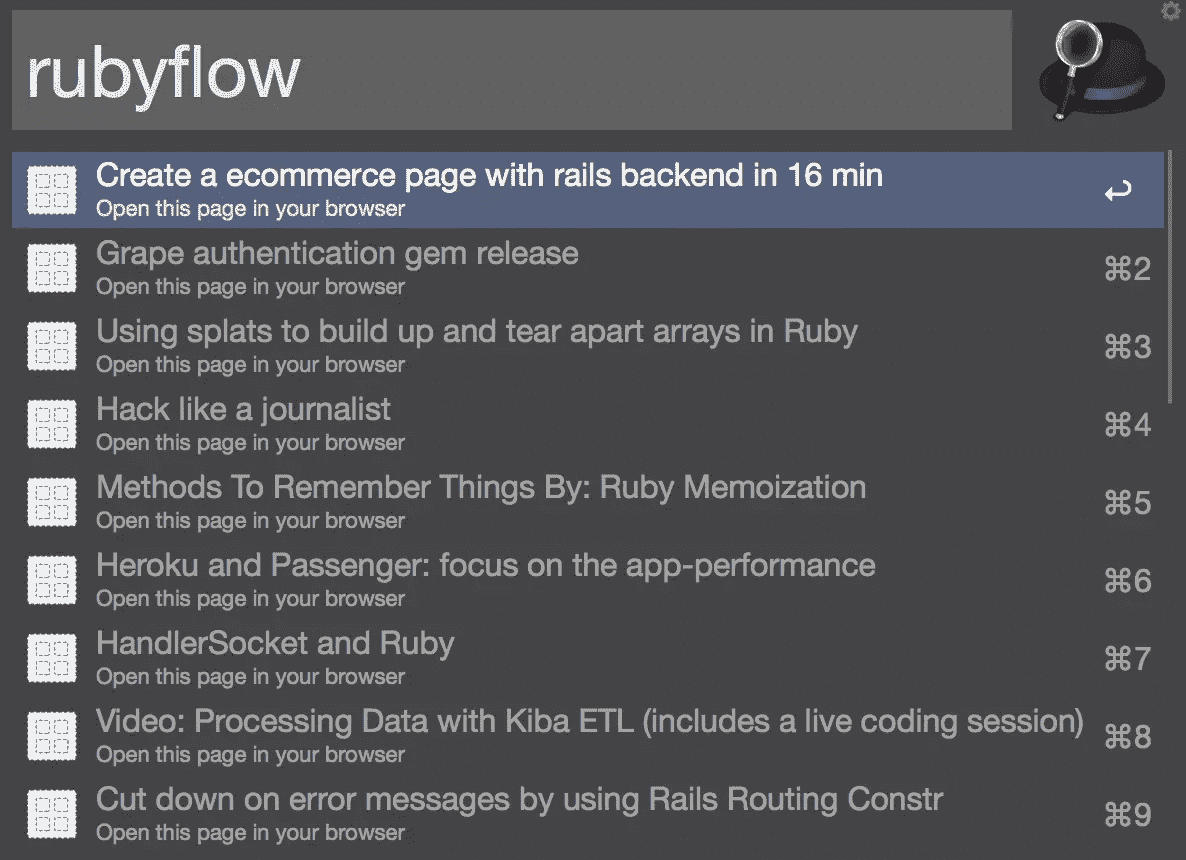 rubyflow
Create a ecommerce page with rails backend in 16 min
Open this page in your browser
Grape authentication gem release
Open this page in your browser
⌘2
Using splats to build up and tear apart arrays in Ruby
Open this page in your browser
⌘3
Hack like a journalist
Open this page in your browser
⌘4
Methods To Remember Things By: Ruby Memoization
Open this page in your browser
⌘5
Heroku and Passenger: focus on the app-performance
Open this page in your browser
⌘6
HandlerSocket and Ruby
Open this page in your browser
⌘7
Video: Processing Data with Kiba ETL (includes a live coding session)
Open this page in your browser
⌘8
Cut down on error messages by using Rails Routing Constr
Open this page in your browser
⌘9